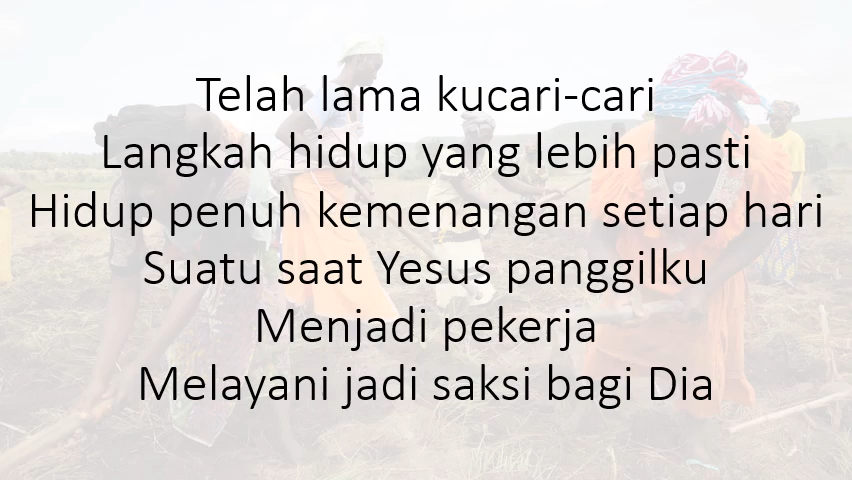 Telah lama kucari-cari
Langkah hidup yang lebih pasti
Hidup penuh kemenangan setiap hari
Suatu saat Yesus panggilku
Menjadi pekerja
Melayani jadi saksi bagi Dia